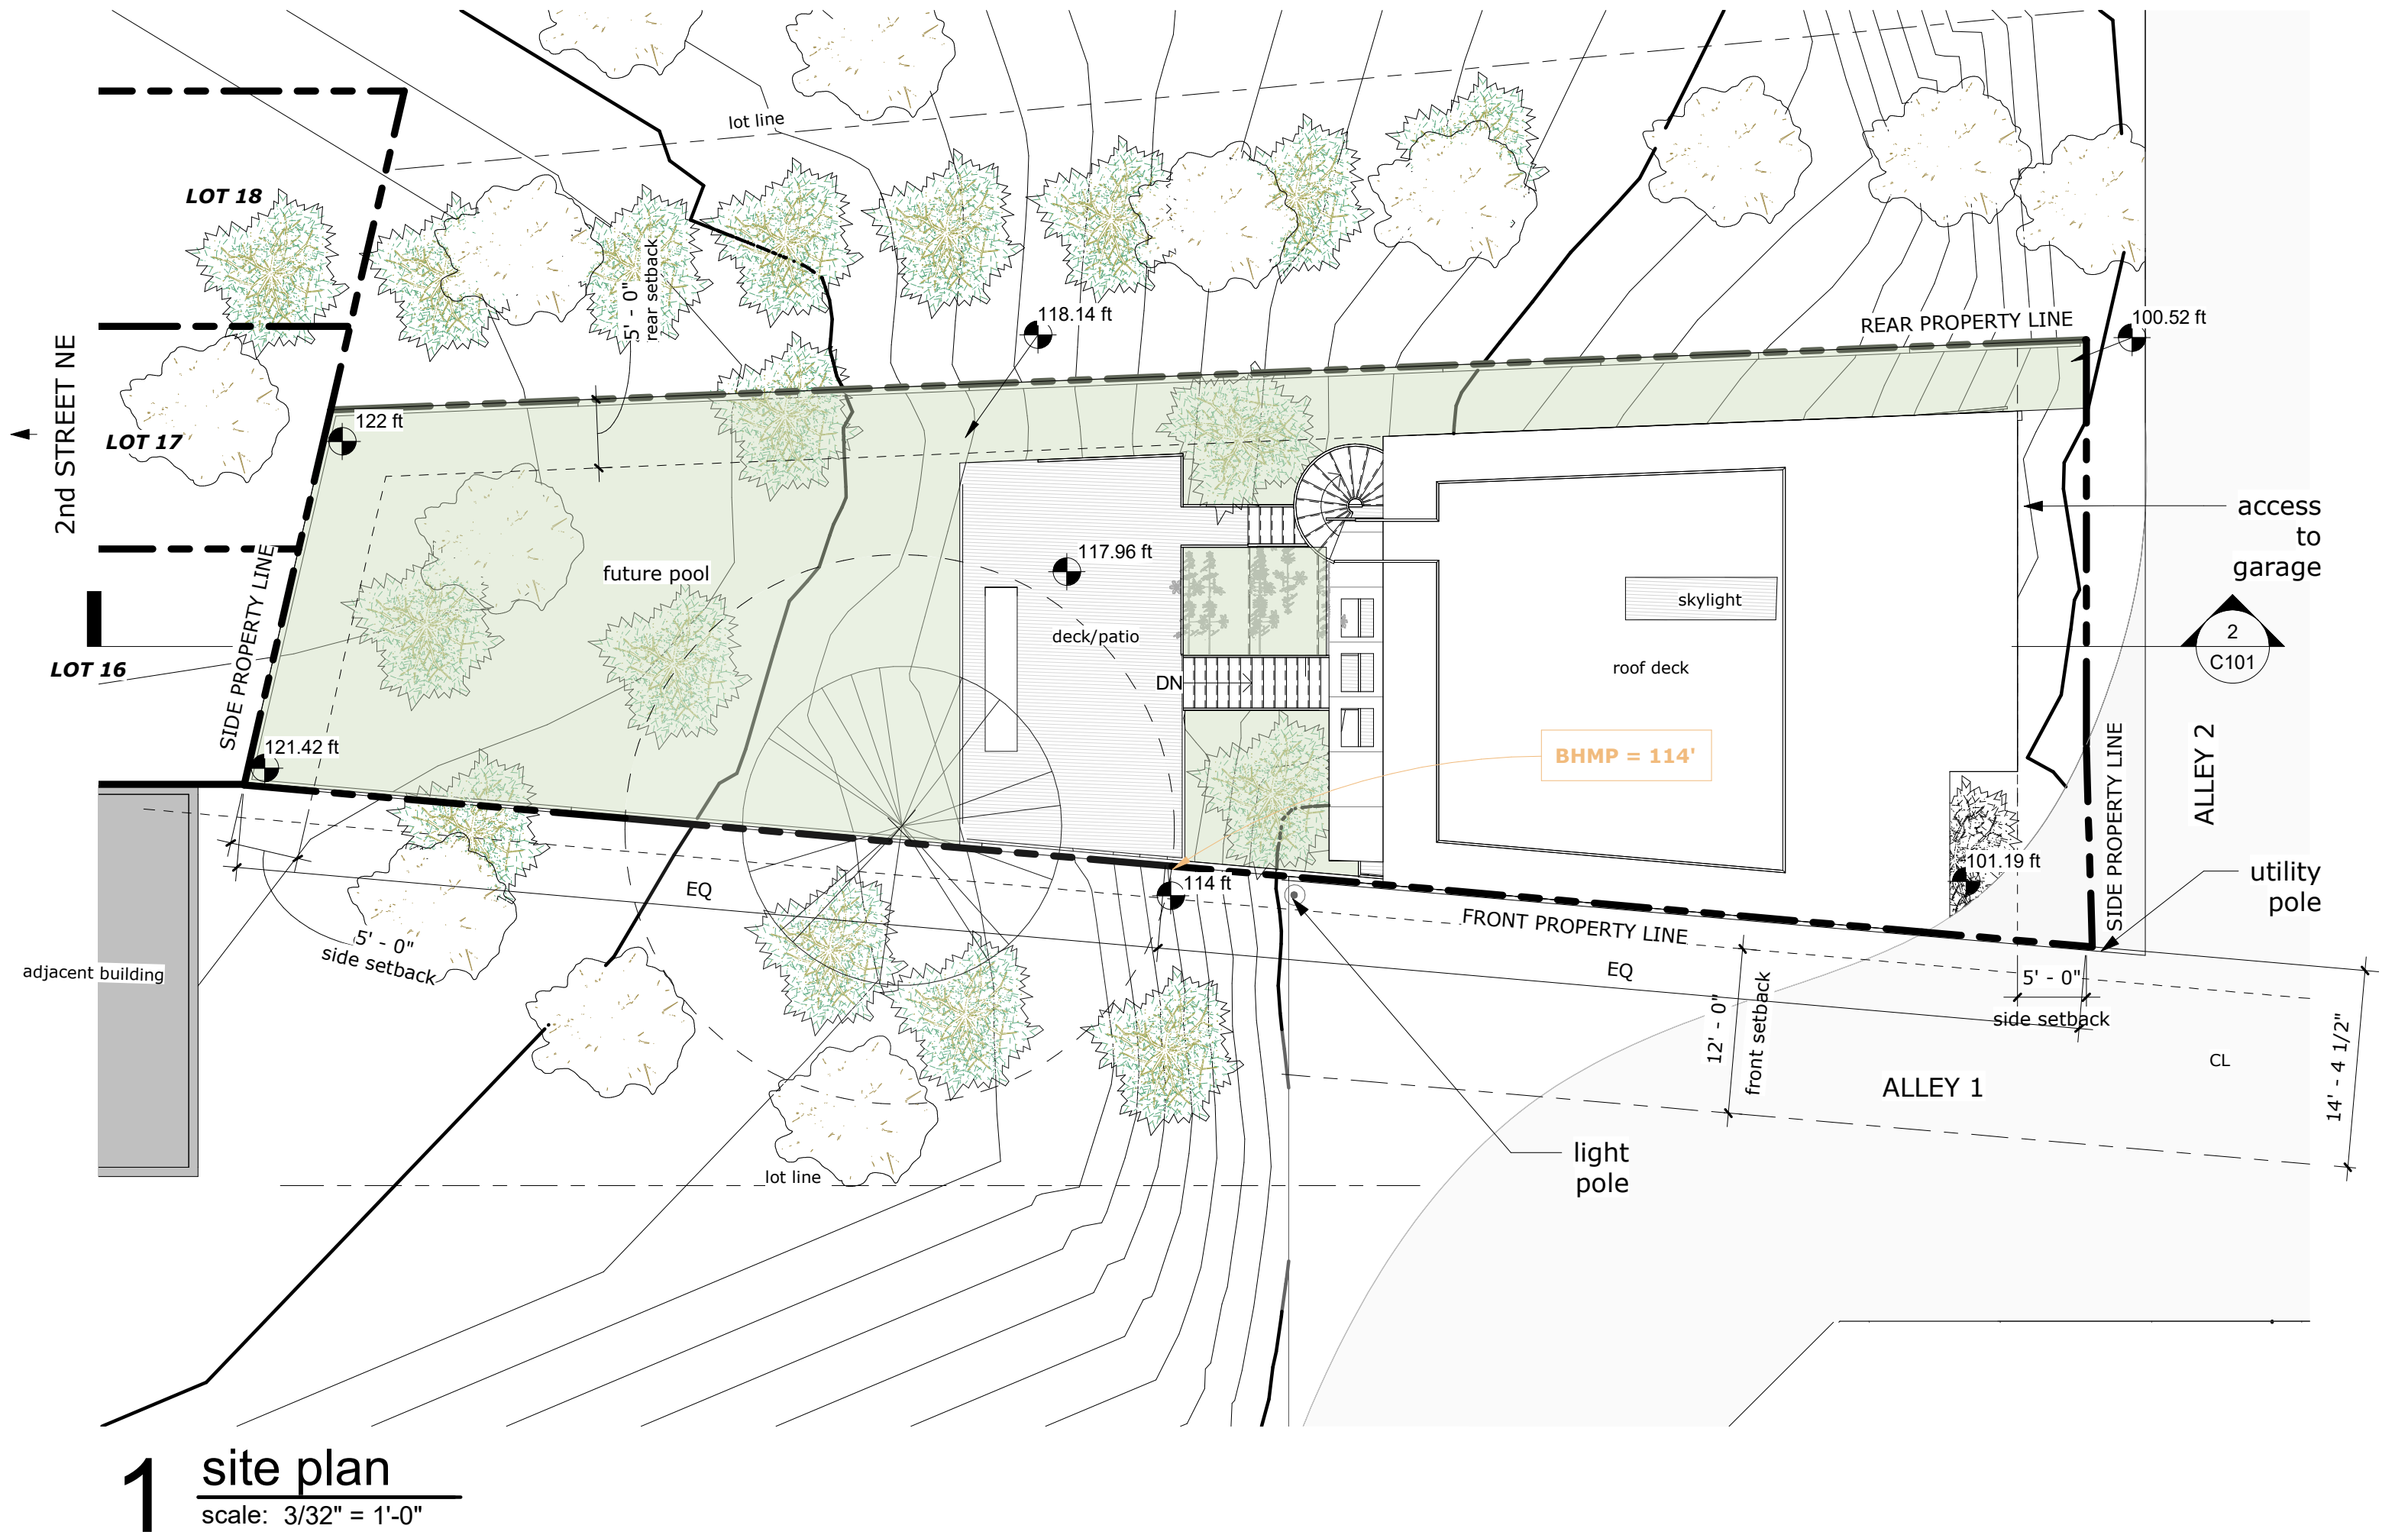 lot line
LOT 18
5' - 0"
rear setback
118.14 ft
100.52 ft
REAR PROPERTY LINE
2nd STREET NE
122 ft
LOT 17
access
to
garage
117.96 ft
future pool
skylight
2
C101
deck/patio
LOT 16
SIDE PROPERTY LINE
roof deck
DN
121.42 ft
BHMP = 114'
SIDE PROPERTY LINE
ALLEY 2
101.19 ft
utility
pole
EQ
114 ft
FRONT PROPERTY LINE
5' - 0"
side setback
adjacent building
EQ
5' - 0"
side setback
12' - 0"
front setback
14' - 4 1/2"
CL
ALLEY 1
light
pole
lot line
1
site plan
scale: 3/32" = 1'-0"